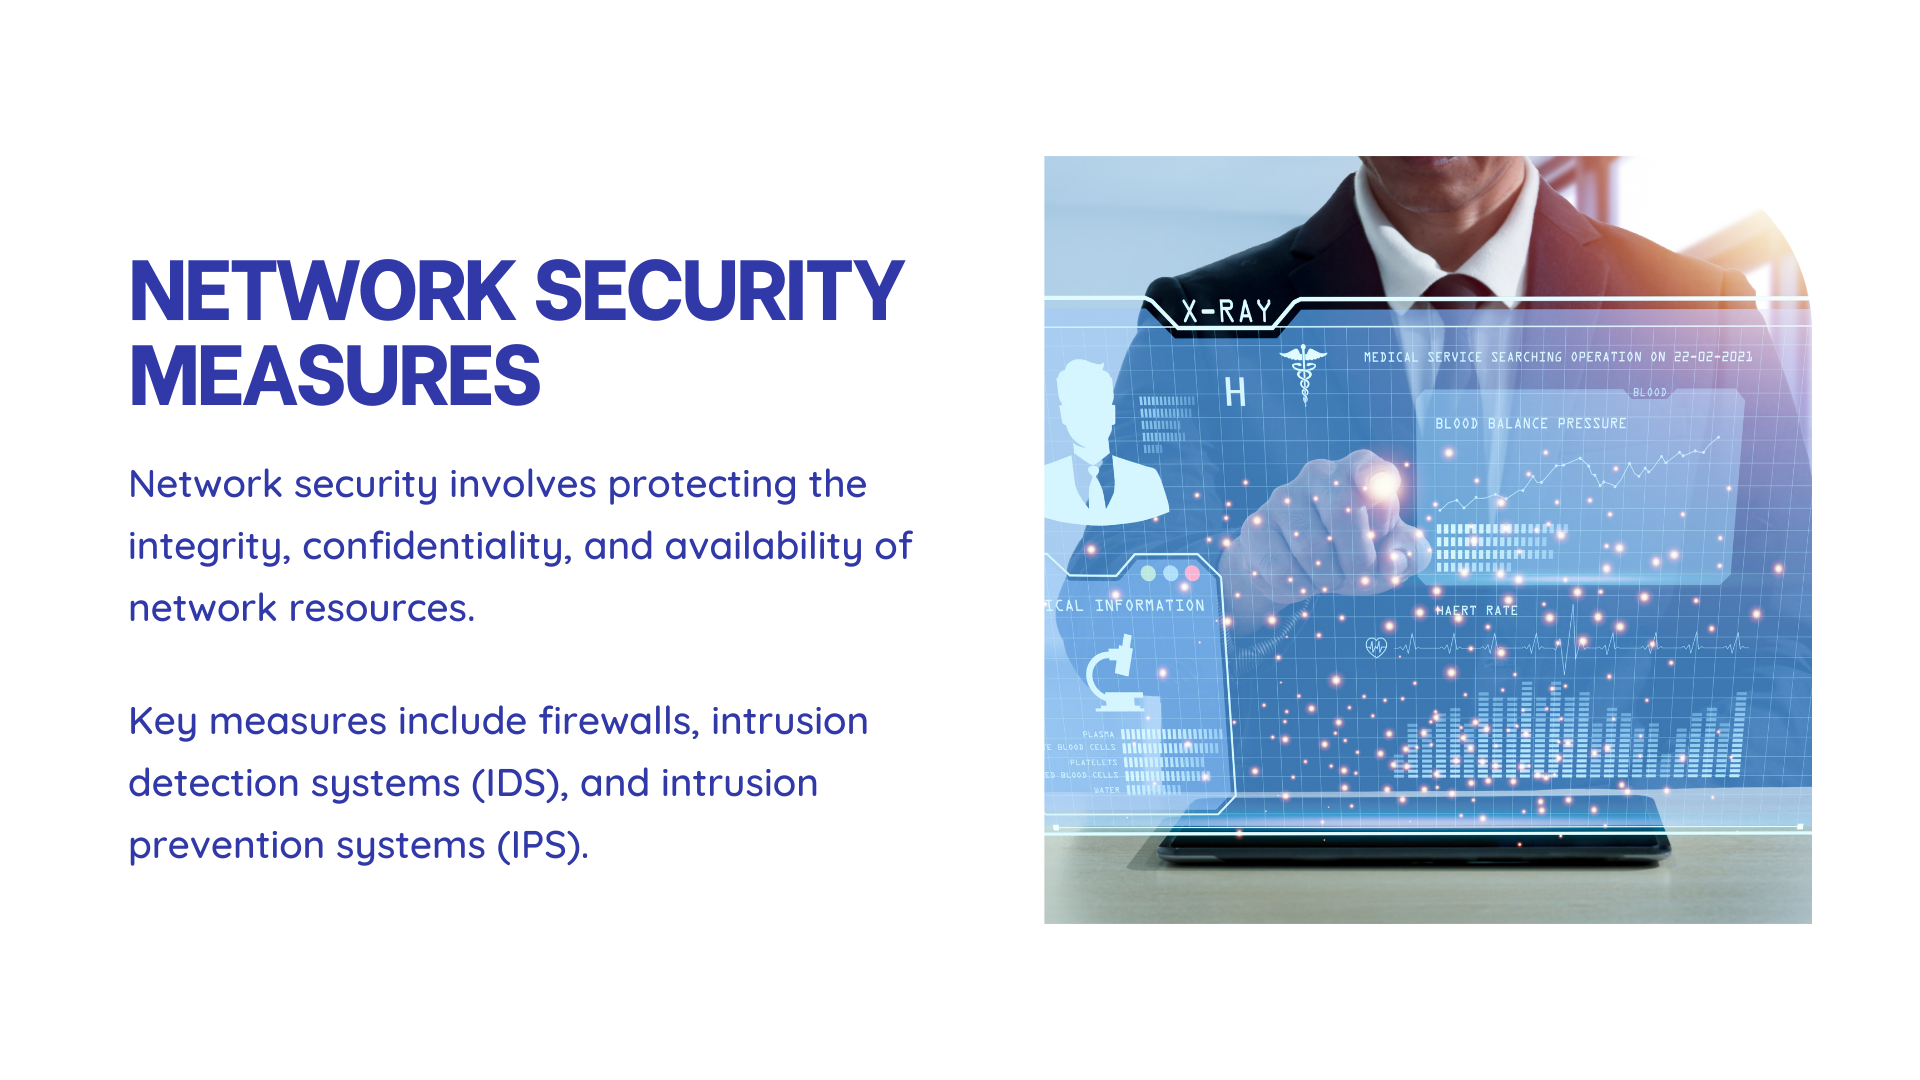 NETWORK SECURITY
MEASURES
Network security involves protecting the
integrity, confidentiality, and availability of
network resources.
Key measures include firewalls, intrusion
detection systems (IDS), and intrusion
prevention systems (IPS).
X-RAY
H
MEDICAL SERVICE SEARCHING OPERATION ON 22-02-2021
BLOOD
BLOOD BALANCE PRESSURE
ICAL INFORMATION
HAERT RATE
PLASMA
TE BLOOD CELLS
PLATELETS
ED BLOOD CELLS
WATER